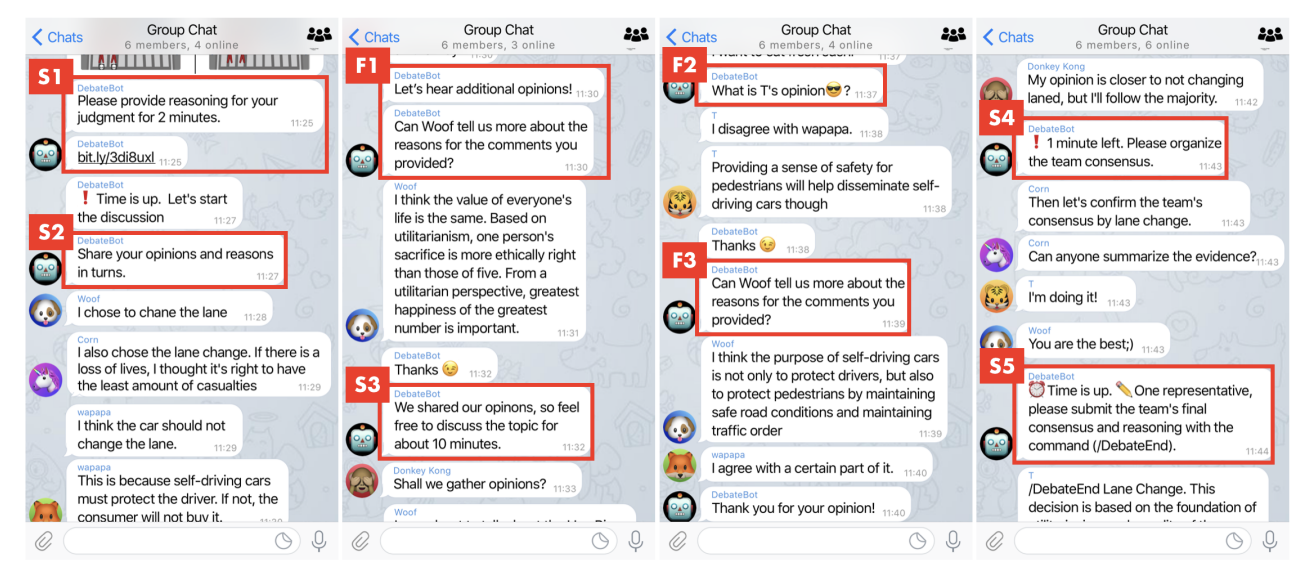 Chats
Group Chat
6 members, 4 online
S1
DebateBot
Please provide reasoning for your
judgment for 2 minutes.
11:25
DebateBot
bit.ly/3di8uxl 11:25
DebateBot
❗ Time is up. Let's start
the discussion
11:27
S2
DebateBot
Share your opinions and reasons
in turns.
11:27
Woof
I chose to chane the lane 11:28
Corn
I also chose the lane change. If there is a
loss of lives, I thought it's right to have
the least amount of casualties 11:29
wapapa
I think the car should not
change the lane. 11:29
wapapa
This is because self-driving cars
must protect the driver. If not, the
consumer will not buy it.
Chats
Group Chat
6 members, 3 online
11:30
F1
DebateBot
Let's hear additional opinions! 11:30
DebateBot
Can Woof tell us more about the
reasons for the comments you
provided?
11:30
Woof
I think the value of everyone's
life is the same. Based on
utilitarianism, one person's
sacrifice is more ethically right
than those of five. From a
utilitarian perspective, greatest
happiness of the greatest
number is important.
11:31
DebateBot
Thanks 😉 11:32
S3
DebateBot
We shared our opinons, so feel
free to discuss the topic for
about 10 minutes.
11:32
Donkey Kong
Shall we gather opinions? 11:33
Woof
Chats
Group Chat
6 members, 4 online
11:37
F2
DebateBot
What is T's opinion😎? 11:37
T
I disagree with wapapa. 11:38
T
Providing a sense of safety for
pedestrians will help disseminate self-
driving cars though
11:38
DebateBot
Thanks 😉 11:38
F3
DebateBot
Can Woof tell us more about the
reasons for the comments you
provided?
11:39
Woof
I think the purpose of self-driving cars
is not only to protect drivers, but also
to protect pedestrians by maintaining
safe road conditions and maintaining
traffic order
11:39
wapapa
I agree with a certain part of it. 11:40
DebateBot
Thank you for your opinion! 11:40
Chats
Group Chat
6 members, 6 online
Donkey Kong
My opinion is closer to not changing
laned, but I'll follow the majority. 11:42
S4
DebateBot
❗ 1 minute left. Please organize
the team consensus.
11:43
Corn
Then let's confirm the team's
consensus by lane change. 11:43
Corn
Can anyone summarize the evidence? 11:43
T
I'm doing it! 11:43
Woof
You are the best;) 11:43
S5
DebateBot
⏰Time is up. ✏️One representative,
please submit the team's final
consensus and reasoning with the
command (/DebateEnd).
11:44
T
/DebateEnd Lane Change. This
decision is based on the foundation of